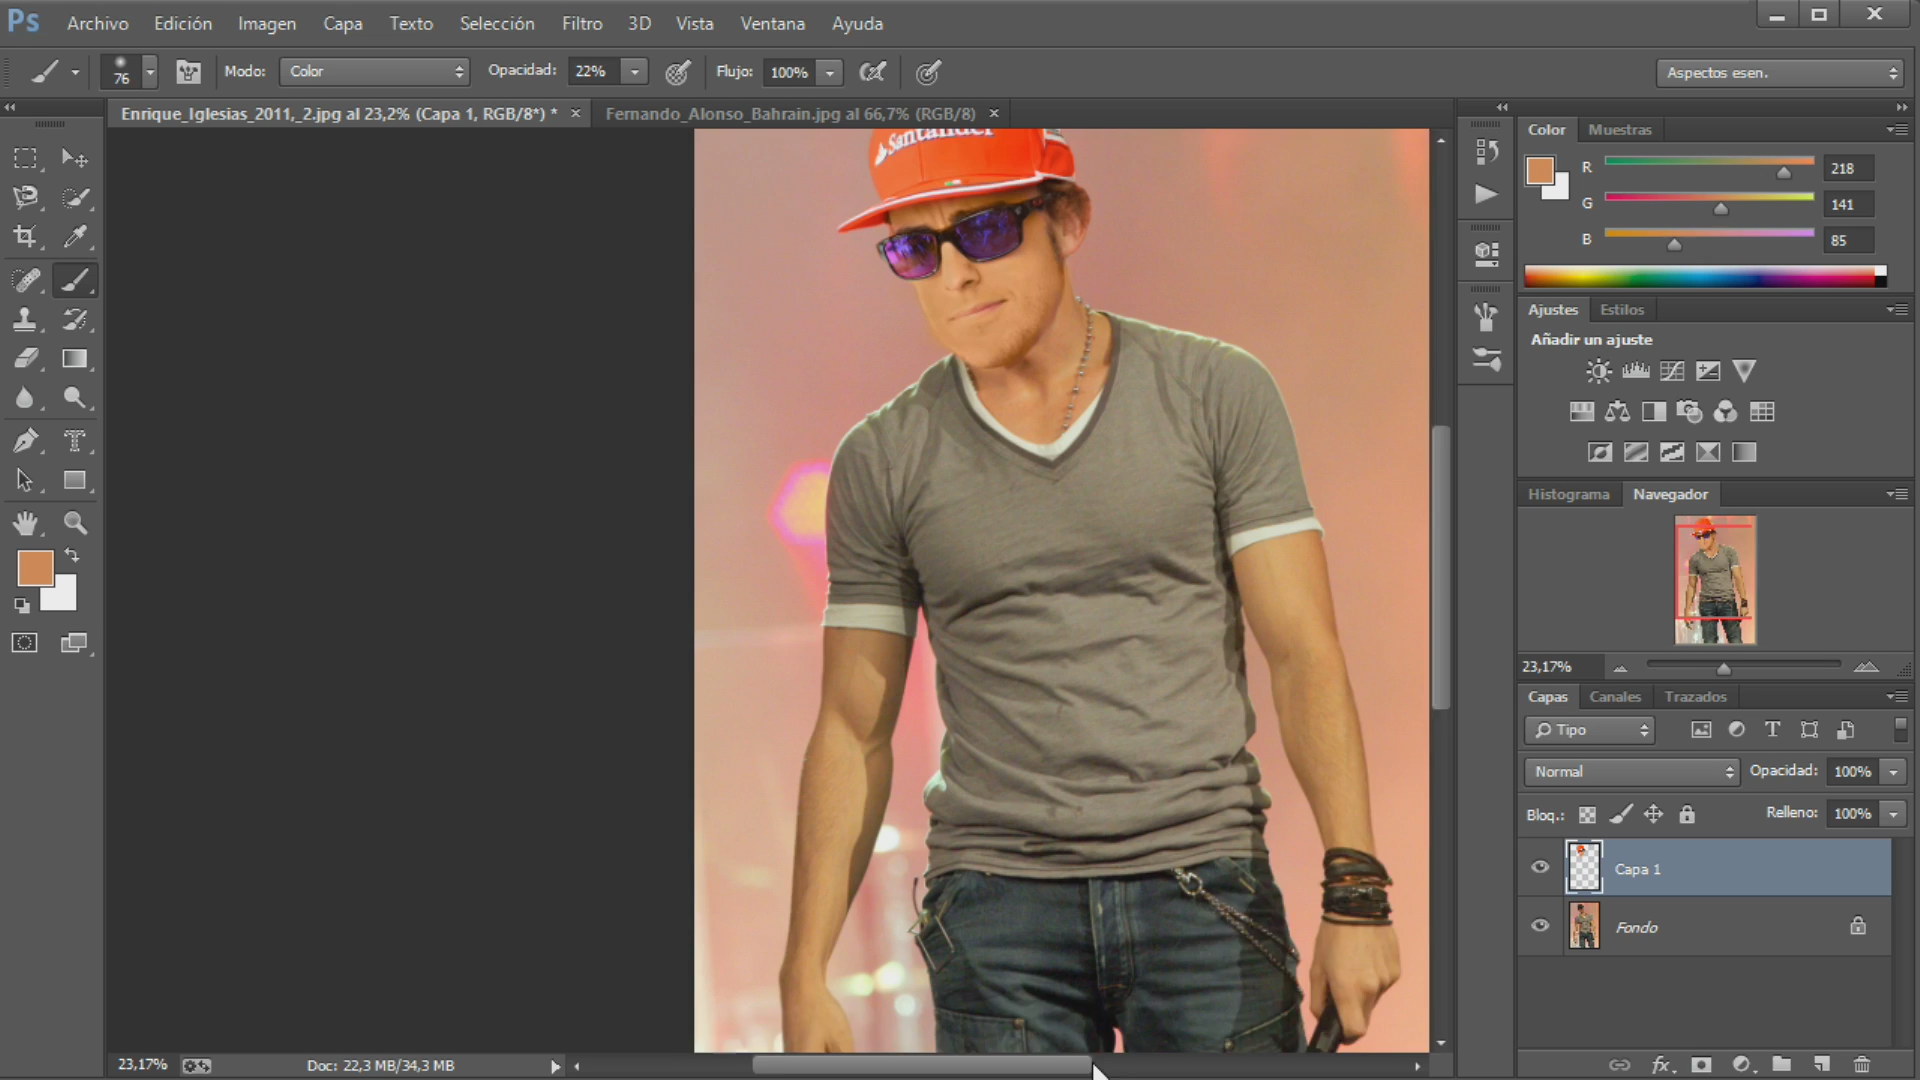 Ps Archivo Edición Imagen Capa Texto Selección Filtro 3D Vista Ventana Ayuda
76 Modo: Color Opacidad: 22% Flujo: 100% Aspectos esen.
Enrique_Iglesias_2011,_2.jpg al 23,2% (Capa 1, RGB/8*) * × Fernando_Alonso_Bahrain.jpg al 66,7% (RGB/8) ×
Santander
Color Muestras
R 218
G 141
B 85
Ajustes Estilos
Añadir un ajuste
Histograma Navegador
23,17%
Capas Canales Trazados
Tipo
Normal Opacidad: 100%
Bloq.: Relleno: 100%
Capa 1
Fondo
23,17% Doc: 22,3 MB/34,3 MB